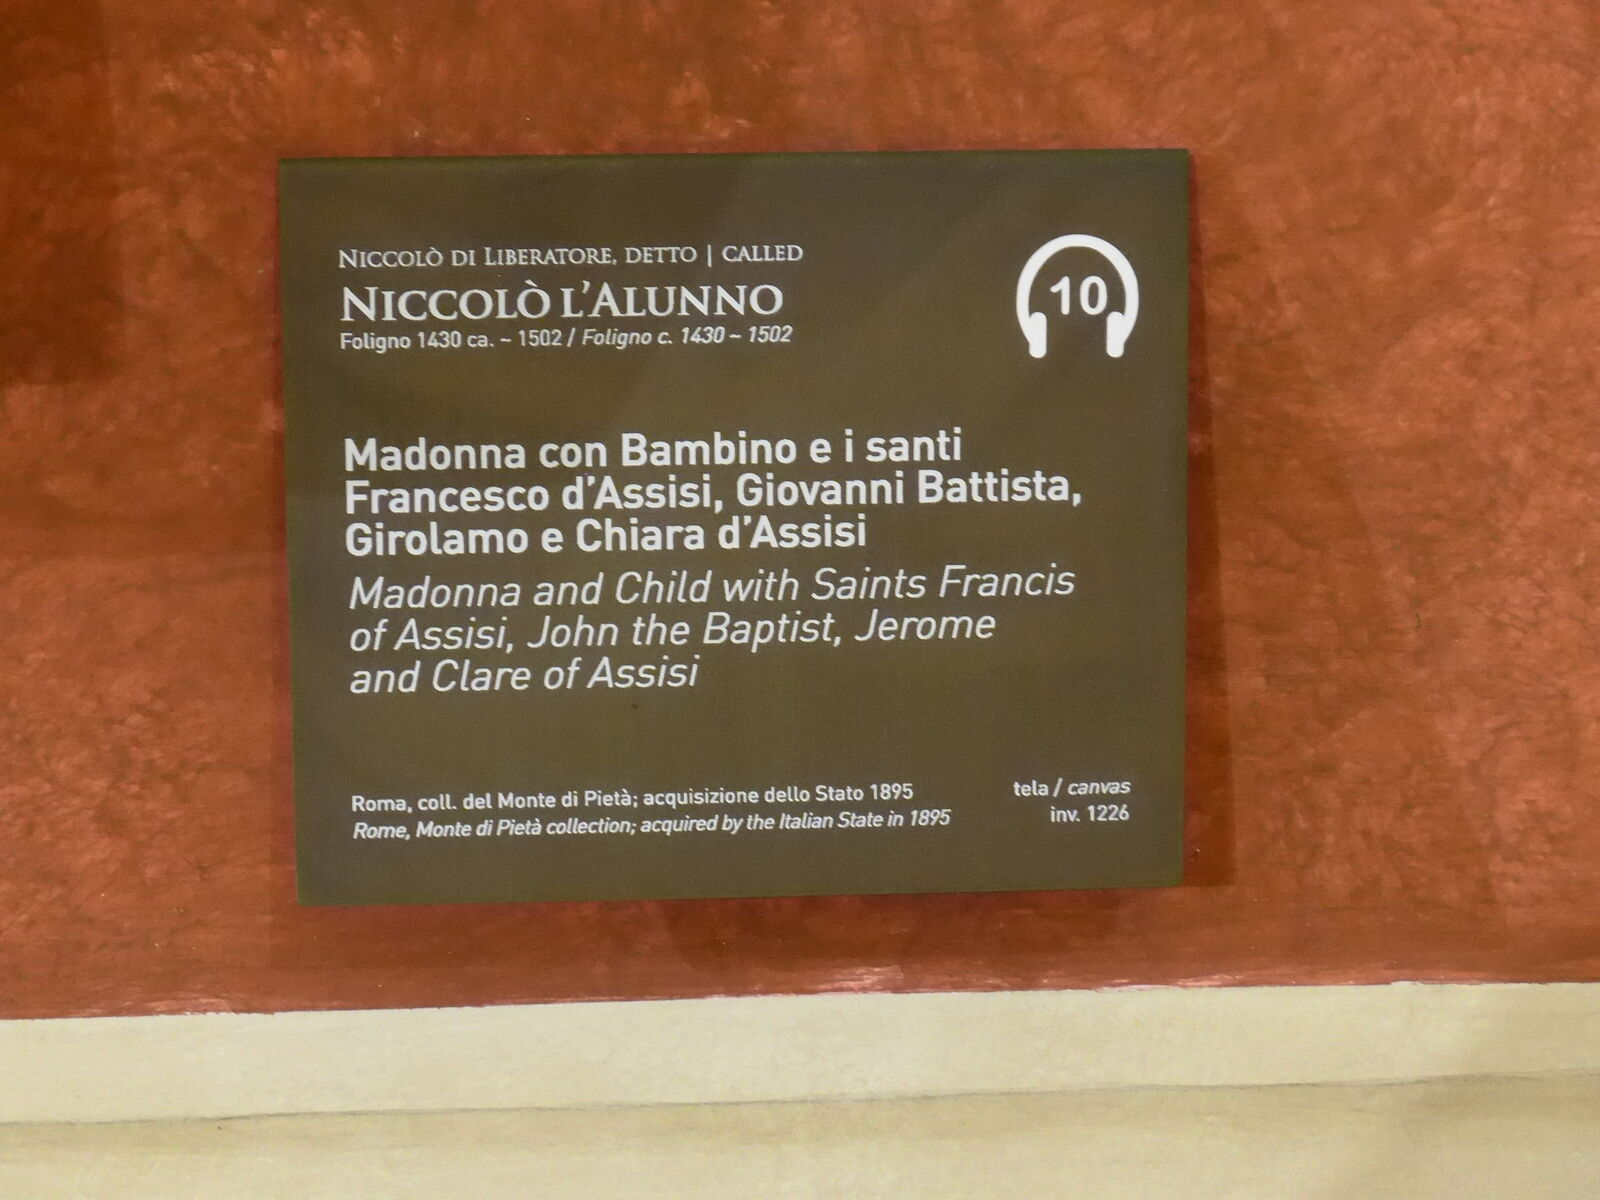 NICCOLÒ DI LIBERATORE, DETTO | CALLED
NICCOLÒ L'ALUNNO
Foligno 1430 ca. ~ 1502 / Foligno c. 1430 ~ 1502
10
Madonna con Bambino e i santi
Francesco d'Assisi, Giovanni Battista,
Girolamo e Chiara d'Assisi
Madonna and Child with Saints Francis
of Assisi, John the Baptist, Jerome
and Clare of Assisi
Roma, coll. del Monte di Pietà; acquisizione dello Stato 1895
Rome, Monte di Pietà collection; acquired by the Italian State in 1895
tela / canvas
inv. 1226